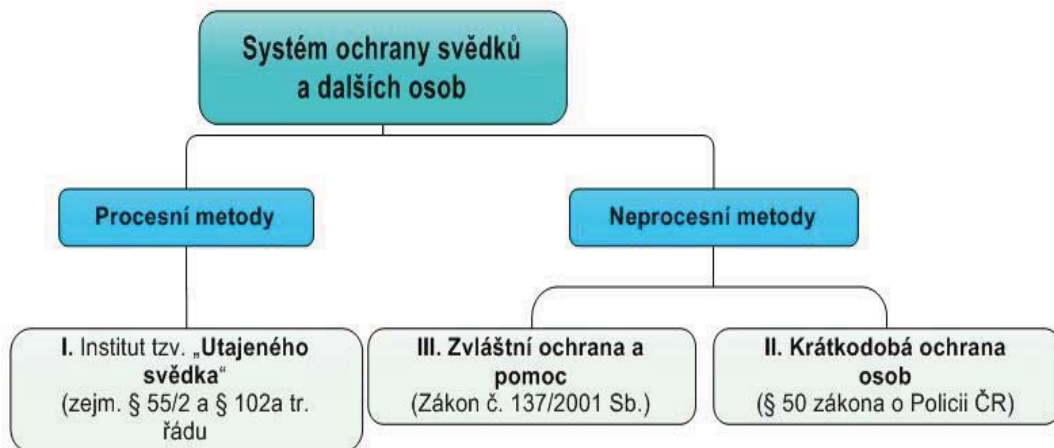 Systém ochrany svědků
a dalších osob
Procesní metody
Neprocesní metody
I. Institut tzv. „Utajeného
svědka“
(zejm. § 55/2 a § 102a tr.
řádu
III. Zvláštní ochrana a
pomoc
(Zákon č. 137/2001 Sb.)
II. Krátkodobá ochrana
osob
(§ 50 zákona o Policii ČR)